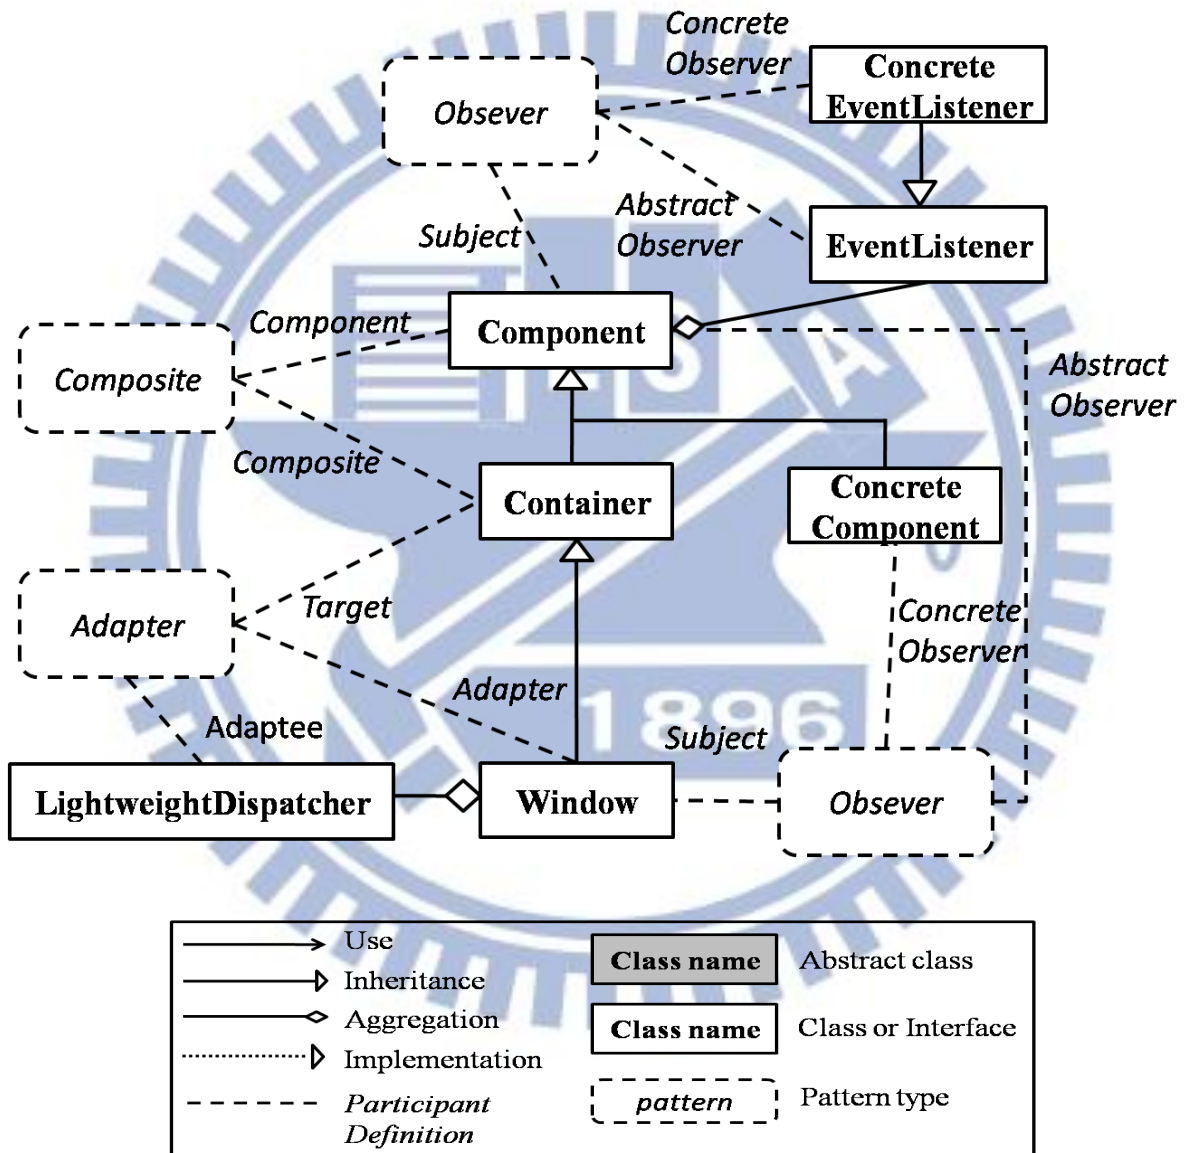 Concrete
Observer
Concrete
EventListener
Obsever
Abstract
Observer
EventListener
Subject
Component
Component
Composite
Abstract
Observer
Composite
Container
Concrete
Component
Adapter
Target
Concrete
Observer
Adapter
Adaptee
Subject
LightweightDispatcher
Window
Obsever
S
A
1896
Use
Inheritance
Aggregation
Implementation
Participant
Definition
Class name
Abstract class
Class name
Class or Interface
pattern
Pattern type